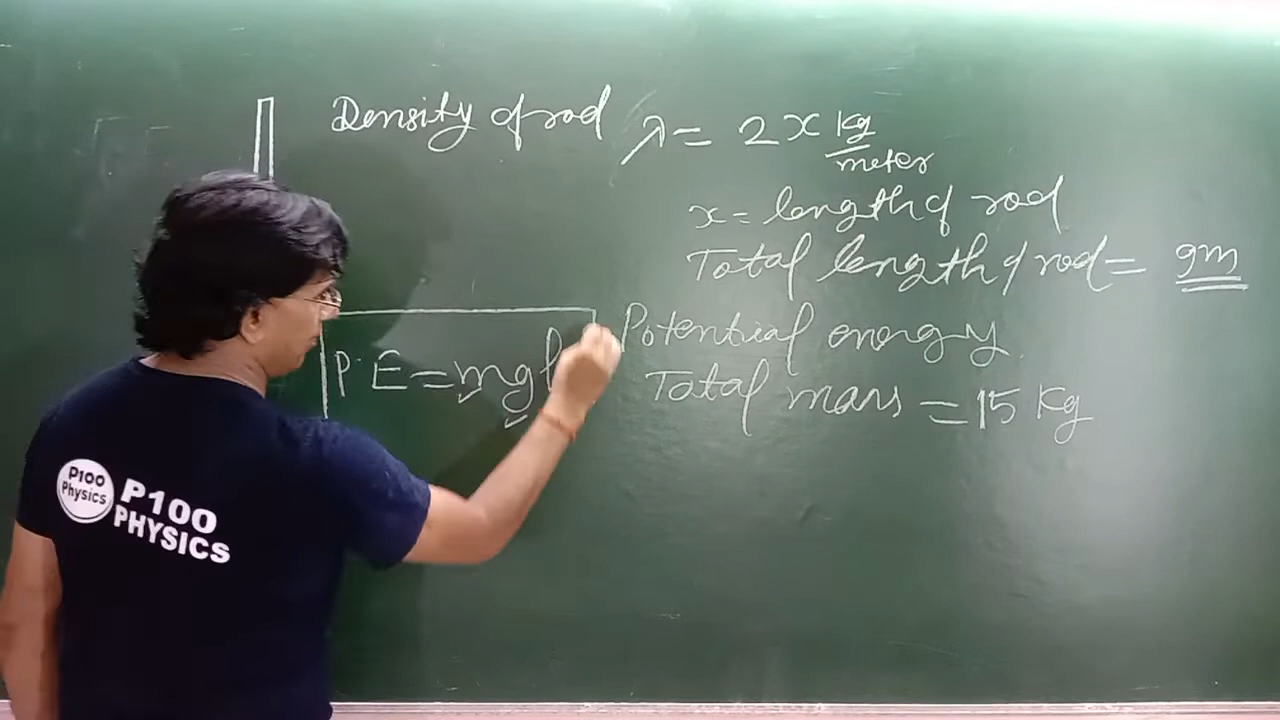 Density of rod λ = 2x kg/meter
x = length of rod
Total length of rod = 9m
Potential energy
Total mass = 15 Kg
P.E = mg
P100 Physics
P100
PHYSICS